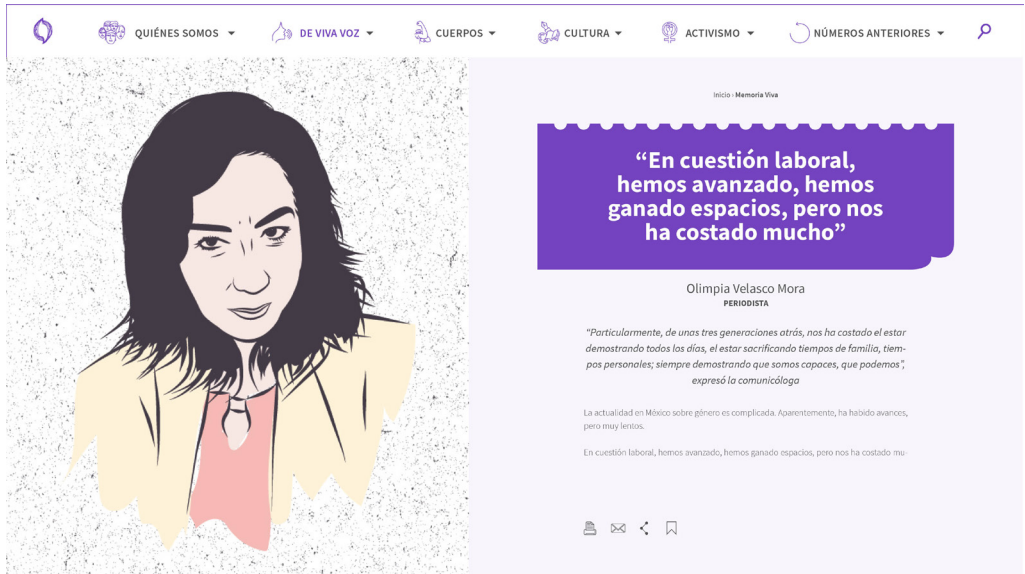 QUIÉNES SOMOS DE VIVA VOZ CUERPOS CULTURA ACTIVISMO NÚMEROS ANTERIORES
Inicio › Memoria Viva
“En cuestión laboral,
hemos avanzado, hemos
ganado espacios, pero nos
ha costado mucho”
Olimpia Velasco Mora
PERIODISTA
“Particularmente, de unas tres generaciones atrás, nos ha costado el estar
demostrando todos los días, el estar sacrificando tiempos de familia, tiem-
pos personales; siempre demostrando que somos capaces, que podemos”,
expresó la comunicóloga
La actualidad en México sobre género es complicada. Aparentemente, ha habido avances,
pero muy lentos.
En cuestión laboral, hemos avanzado, hemos ganado espacios, pero nos ha costado mu-